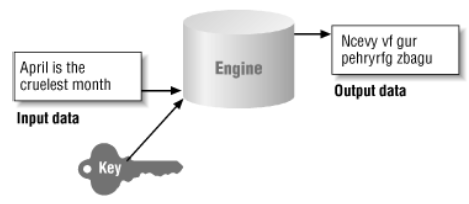 April is the
cruelest month
Input data
Key
Engine
Ncevy vf gur
pehryrfg zbagu
Output data